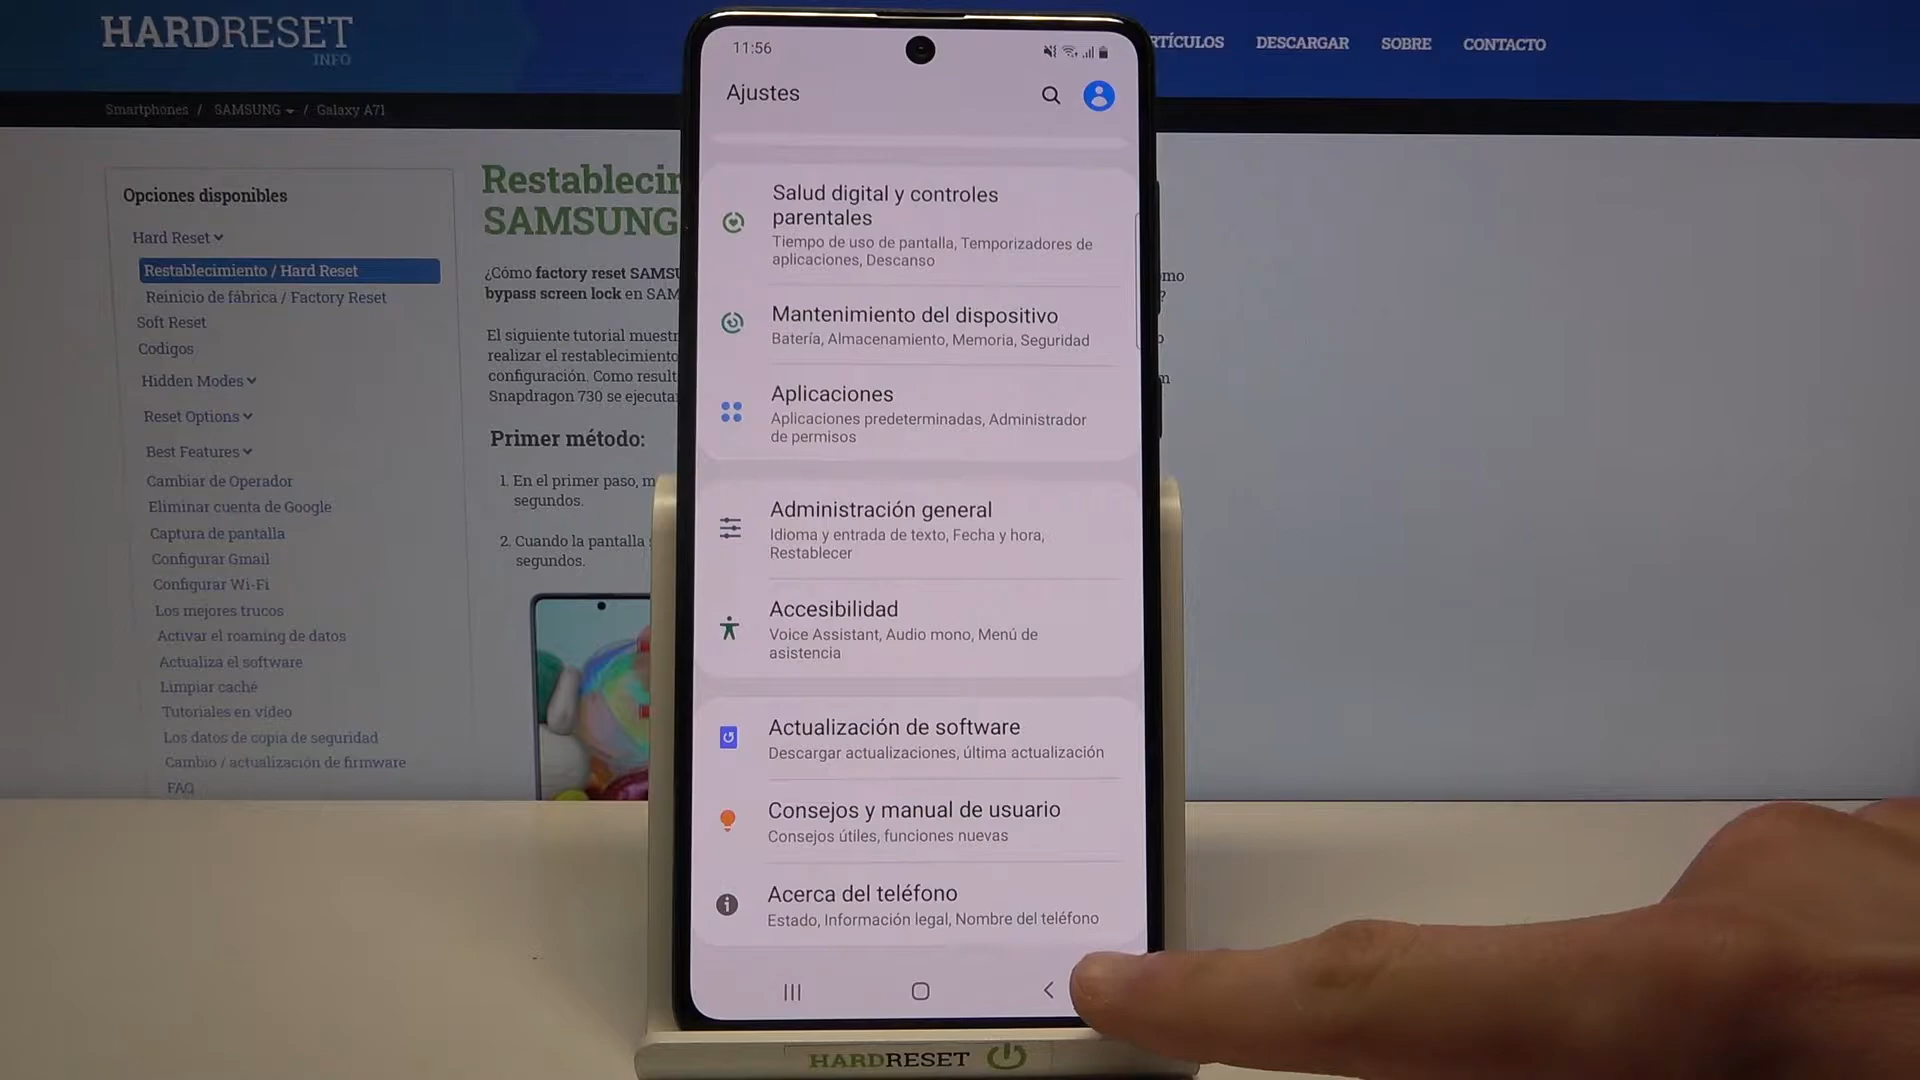 HARDRESET
INFO
RTÍCULOS
DESCARGAR
SOBRE
CONTACTO
Smartphones / SAMSUNG / Galaxy A71
Opciones disponibles
Hard Reset
Restablecimiento / Hard Reset
Reinicio de fábrica / Factory Reset
Soft Reset
Codigos
Hidden Modes
Reset Options
Best Features
Cambiar de Operador
Eliminar cuenta de Google
Captura de pantalla
Configurar Gmail
Configurar Wi-Fi
Los mejores trucos
Activar el roaming de datos
Actualiza el software
Limpiar caché
Tutoriales en vídeo
Los datos de copia de seguridad
Cambio / actualización de firmware
FAQ
Restablecir
SAMSUNG
¿Cómo factory reset SAMSU
bypass screen lock en SAM
El siguiente tutorial muestr
realizar el restablecimiento
configuración. Como result
Snapdragon 730 se ejecuta
Primer método:
1. En el primer paso, m
segundos.
2. Cuando la pantalla
segundos.
11:56
Ajustes
Salud digital y controles
parentales
Tiempo de uso de pantalla, Temporizadores de
aplicaciones, Descanso
Mantenimiento del dispositivo
Batería, Almacenamiento, Memoria, Seguridad
Aplicaciones
Aplicaciones predeterminadas, Administrador
de permisos
Administración general
Idioma y entrada de texto, Fecha y hora,
Restablecer
Accesibilidad
Voice Assistant, Audio mono, Menú de
asistencia
Actualización de software
Descargar actualizaciones, última actualización
Consejos y manual de usuario
Consejos útiles, funciones nuevas
Acerca del teléfono
Estado, Información legal, Nombre del teléfono
HARDRESET